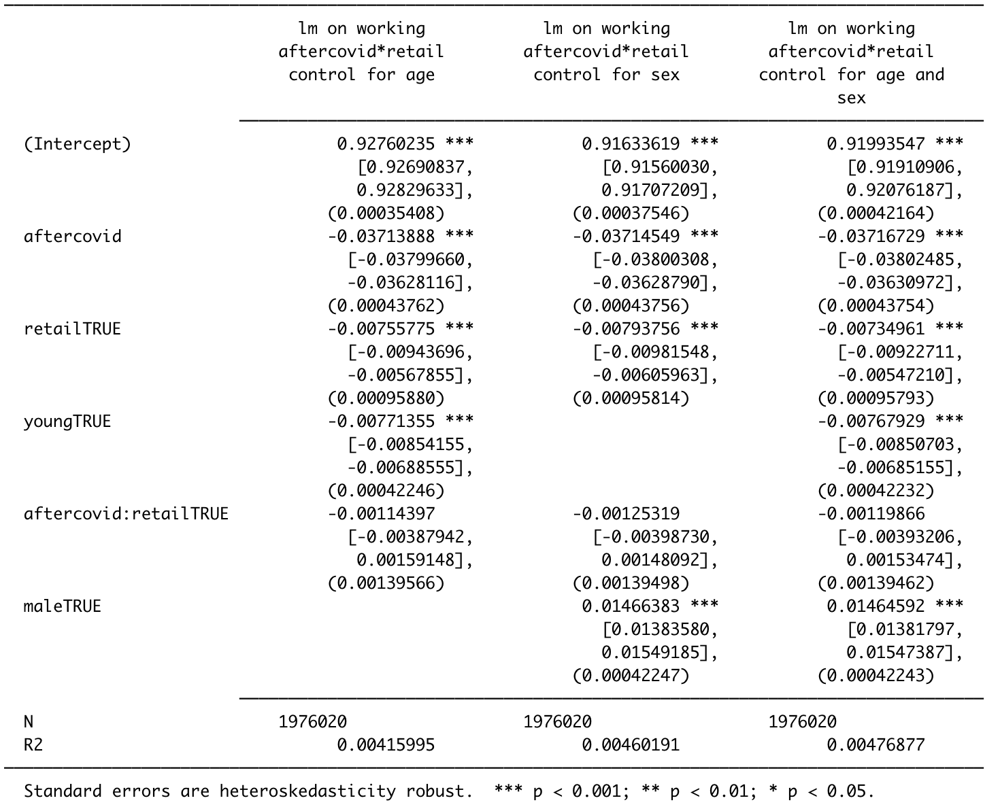 lm on working lm on working lm on working
aftercovid*retail aftercovid*retail aftercovid*retail
control for age control for sex control for age and
sex
(Intercept) 0.92760235 *** 0.91633619 *** 0.91993547 ***
[0.92690837, [0.91560030, [0.91910906,
0.92829633], 0.91707209], 0.92076187],
(0.00035408) (0.00037546) (0.00042164)
aftercovid -0.03713888 *** -0.03714549 *** -0.03716729 ***
[-0.03799660, [-0.03800308, [-0.03802485,
-0.03628116], -0.03628790], -0.03630972],
(0.00043762) (0.00043756) (0.00043754)
retailTRUE -0.00755775 *** -0.00793756 *** -0.00734961 ***
[-0.00943696, [-0.00981548, [-0.00922711,
-0.00567855], -0.00605963], -0.00547210],
(0.00095880) (0.00095814) (0.00095793)
youngTRUE -0.00771355 *** -0.00767929 ***
[-0.00854155, [-0.00850703,
-0.00688555], -0.00685155],
(0.00042246) (0.00042232)
aftercovid:retailTRUE -0.00114397 -0.00125319 -0.00119866
[-0.00387942, [-0.00398730, [-0.00393206,
0.00159148], 0.00148092], 0.00153474],
(0.00139566) (0.00139498) (0.00139462)
maleTRUE 0.01466383 *** 0.01464592 ***
[0.01383580, [0.01381797,
0.01549185], 0.01547387],
(0.00042247) (0.00042243)
N 1976020 1976020 1976020
R2 0.00415995 0.00460191 0.00476877
Standard errors are heteroskedasticity robust. *** p < 0.001; ** p < 0.01; * p < 0.05.